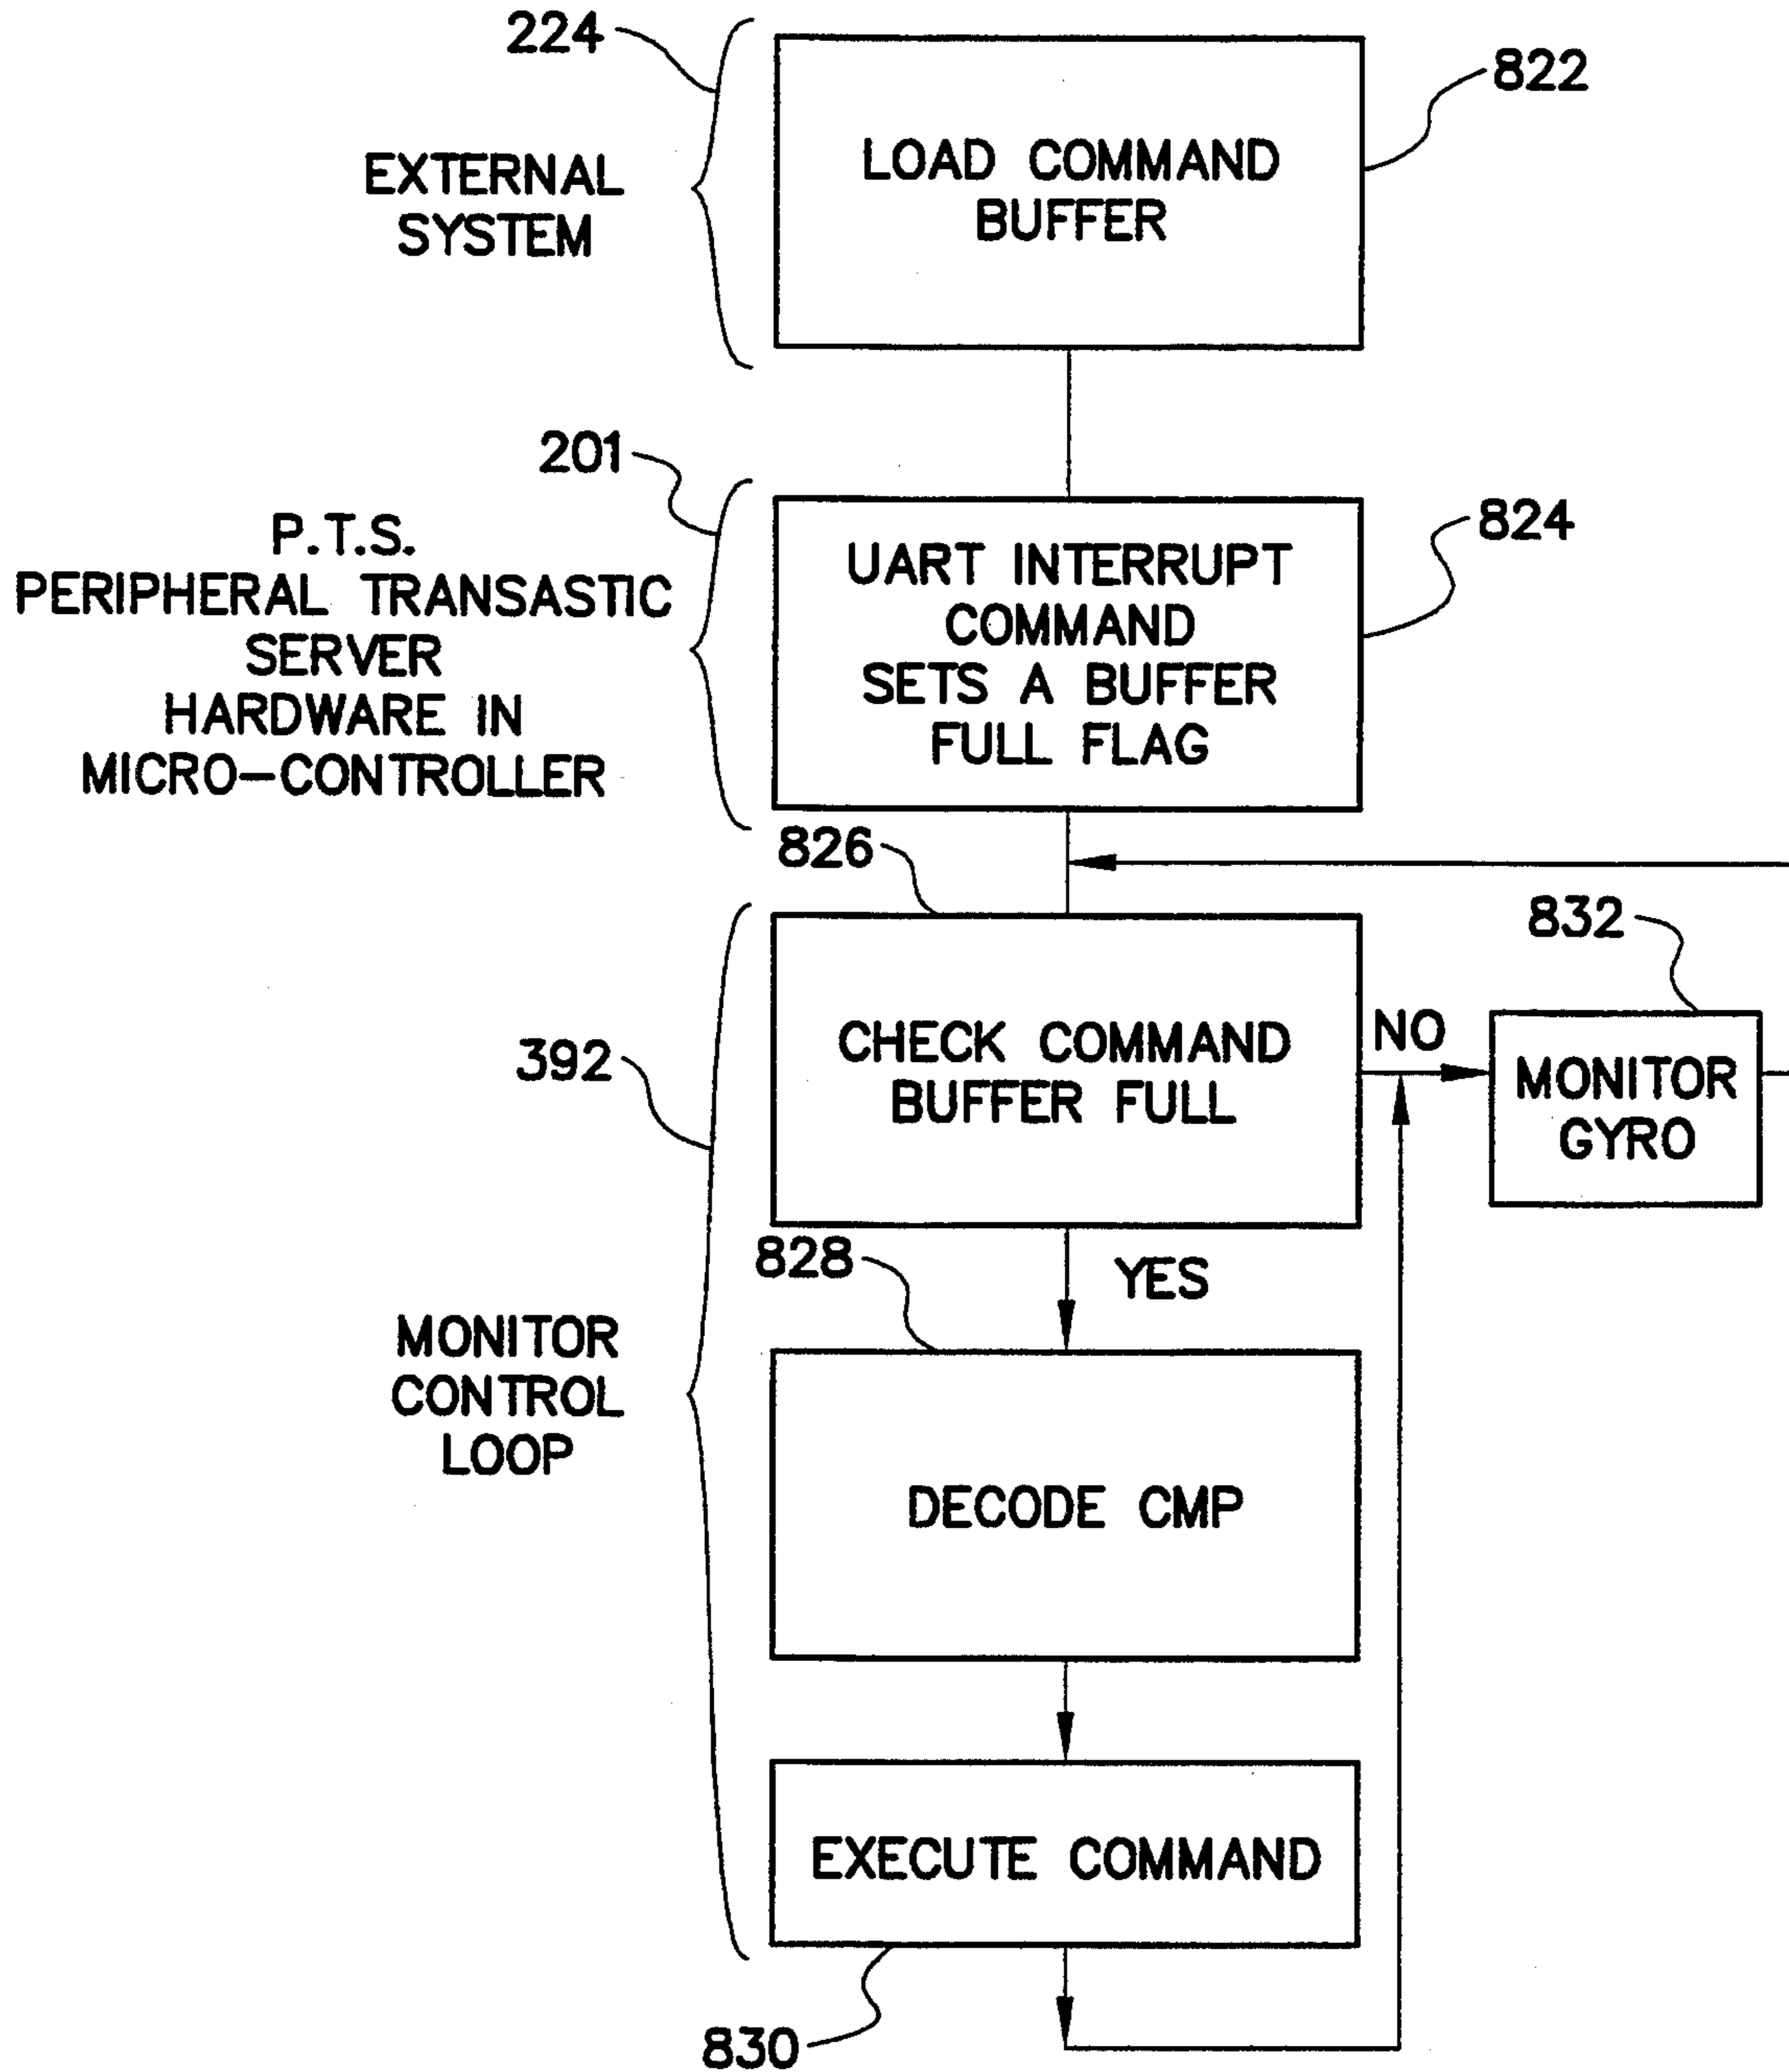 224
822
EXTERNAL
SYSTEM
LOAD COMMAND
BUFFER
201
824
P.T.S.
PERIPHERAL TRANSASTIC
SERVER
HARDWARE IN
MICRO-CONTROLLER
UART INTERRUPT
COMMAND
SETS A BUFFER
FULL FLAG
826
832
392
CHECK COMMAND
BUFFER FULL
NO
MONITOR
GYRO
828
YES
MONITOR
CONTROL
LOOP
DECODE CMP
EXECUTE COMMAND
830